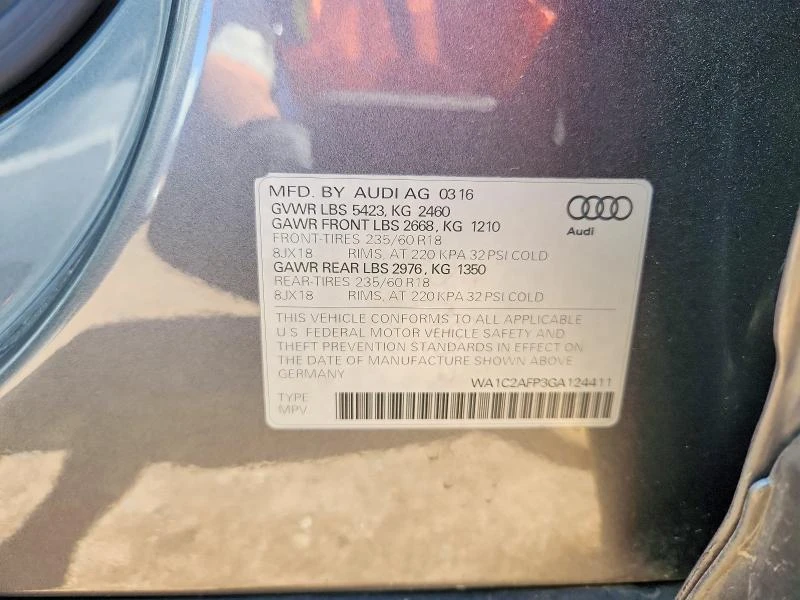 MFD. BY AUDI AG 03 16
GVWR LBS 5423, KG 2460
GAWR FRONT LBS 2668, KG 1210
FRONT-TIRES 235/60 R18
8JX18 RIMS, AT 220 KPA 32 PSI COLD
GAWR REAR LBS 2976, KG 1350
REAR-TIRES 235/60 R18
8JX18 RIMS, AT 220 KPA 32 PSI COLD
Audi
THIS VEHICLE CONFORMS TO ALL APPLICABLE
U.S. FEDERAL MOTOR VEHICLE SAFETY AND
THEFT PREVENTION STANDARDS IN EFFECT ON
THE DATE OF MANUFACTURE SHOWN ABOVE.
GERMANY
WA1C2AFP3GA124411
TYPE
MPV